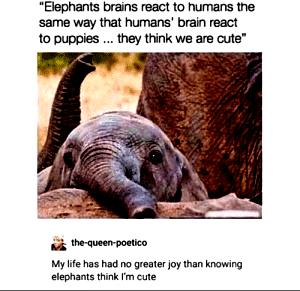 “Elephants brains react to humans the
same way that humans’ brain react
to puppies ... they think we are cute”
the-queen-poetico
My life has had no greater joy than knowing
elephants think I'm cute